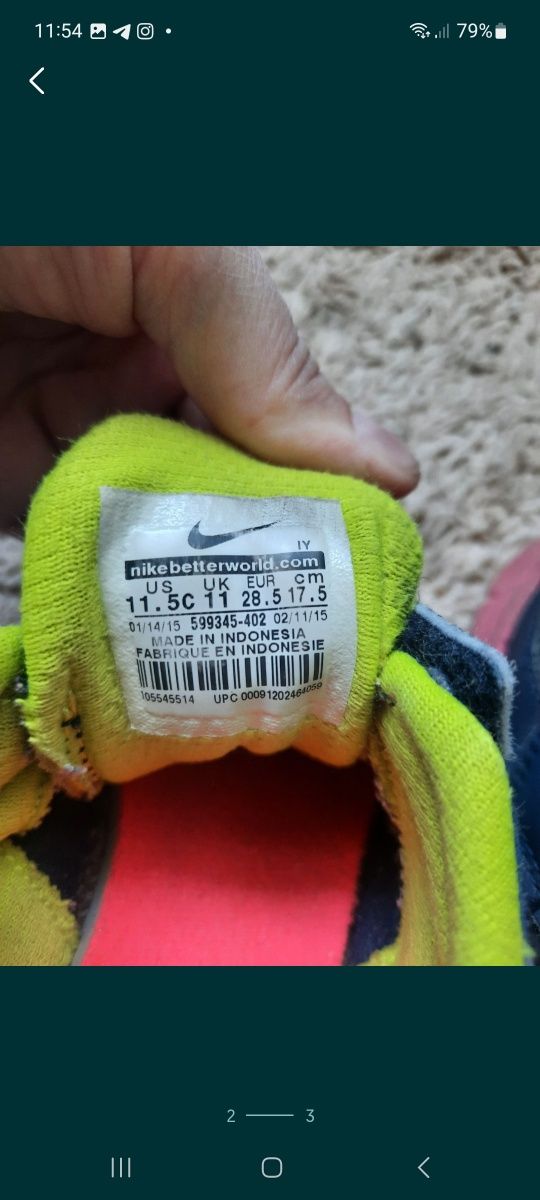 11:54
79%
IY
nikebetterworld.com
US UK EUR cm
11.5C 11 28.5 17.5
01/14/15 599345-402 02/11/15
MADE IN INDONESIA
FABRIQUE EN INDONESIE
105545514 UPC 00091202464059
2 3